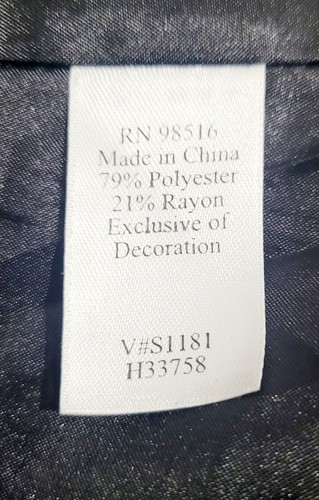 RN 98516
Made in China
79% Polyester
21% Rayon
Exclusive of
Decoration
V#S1181
H33758